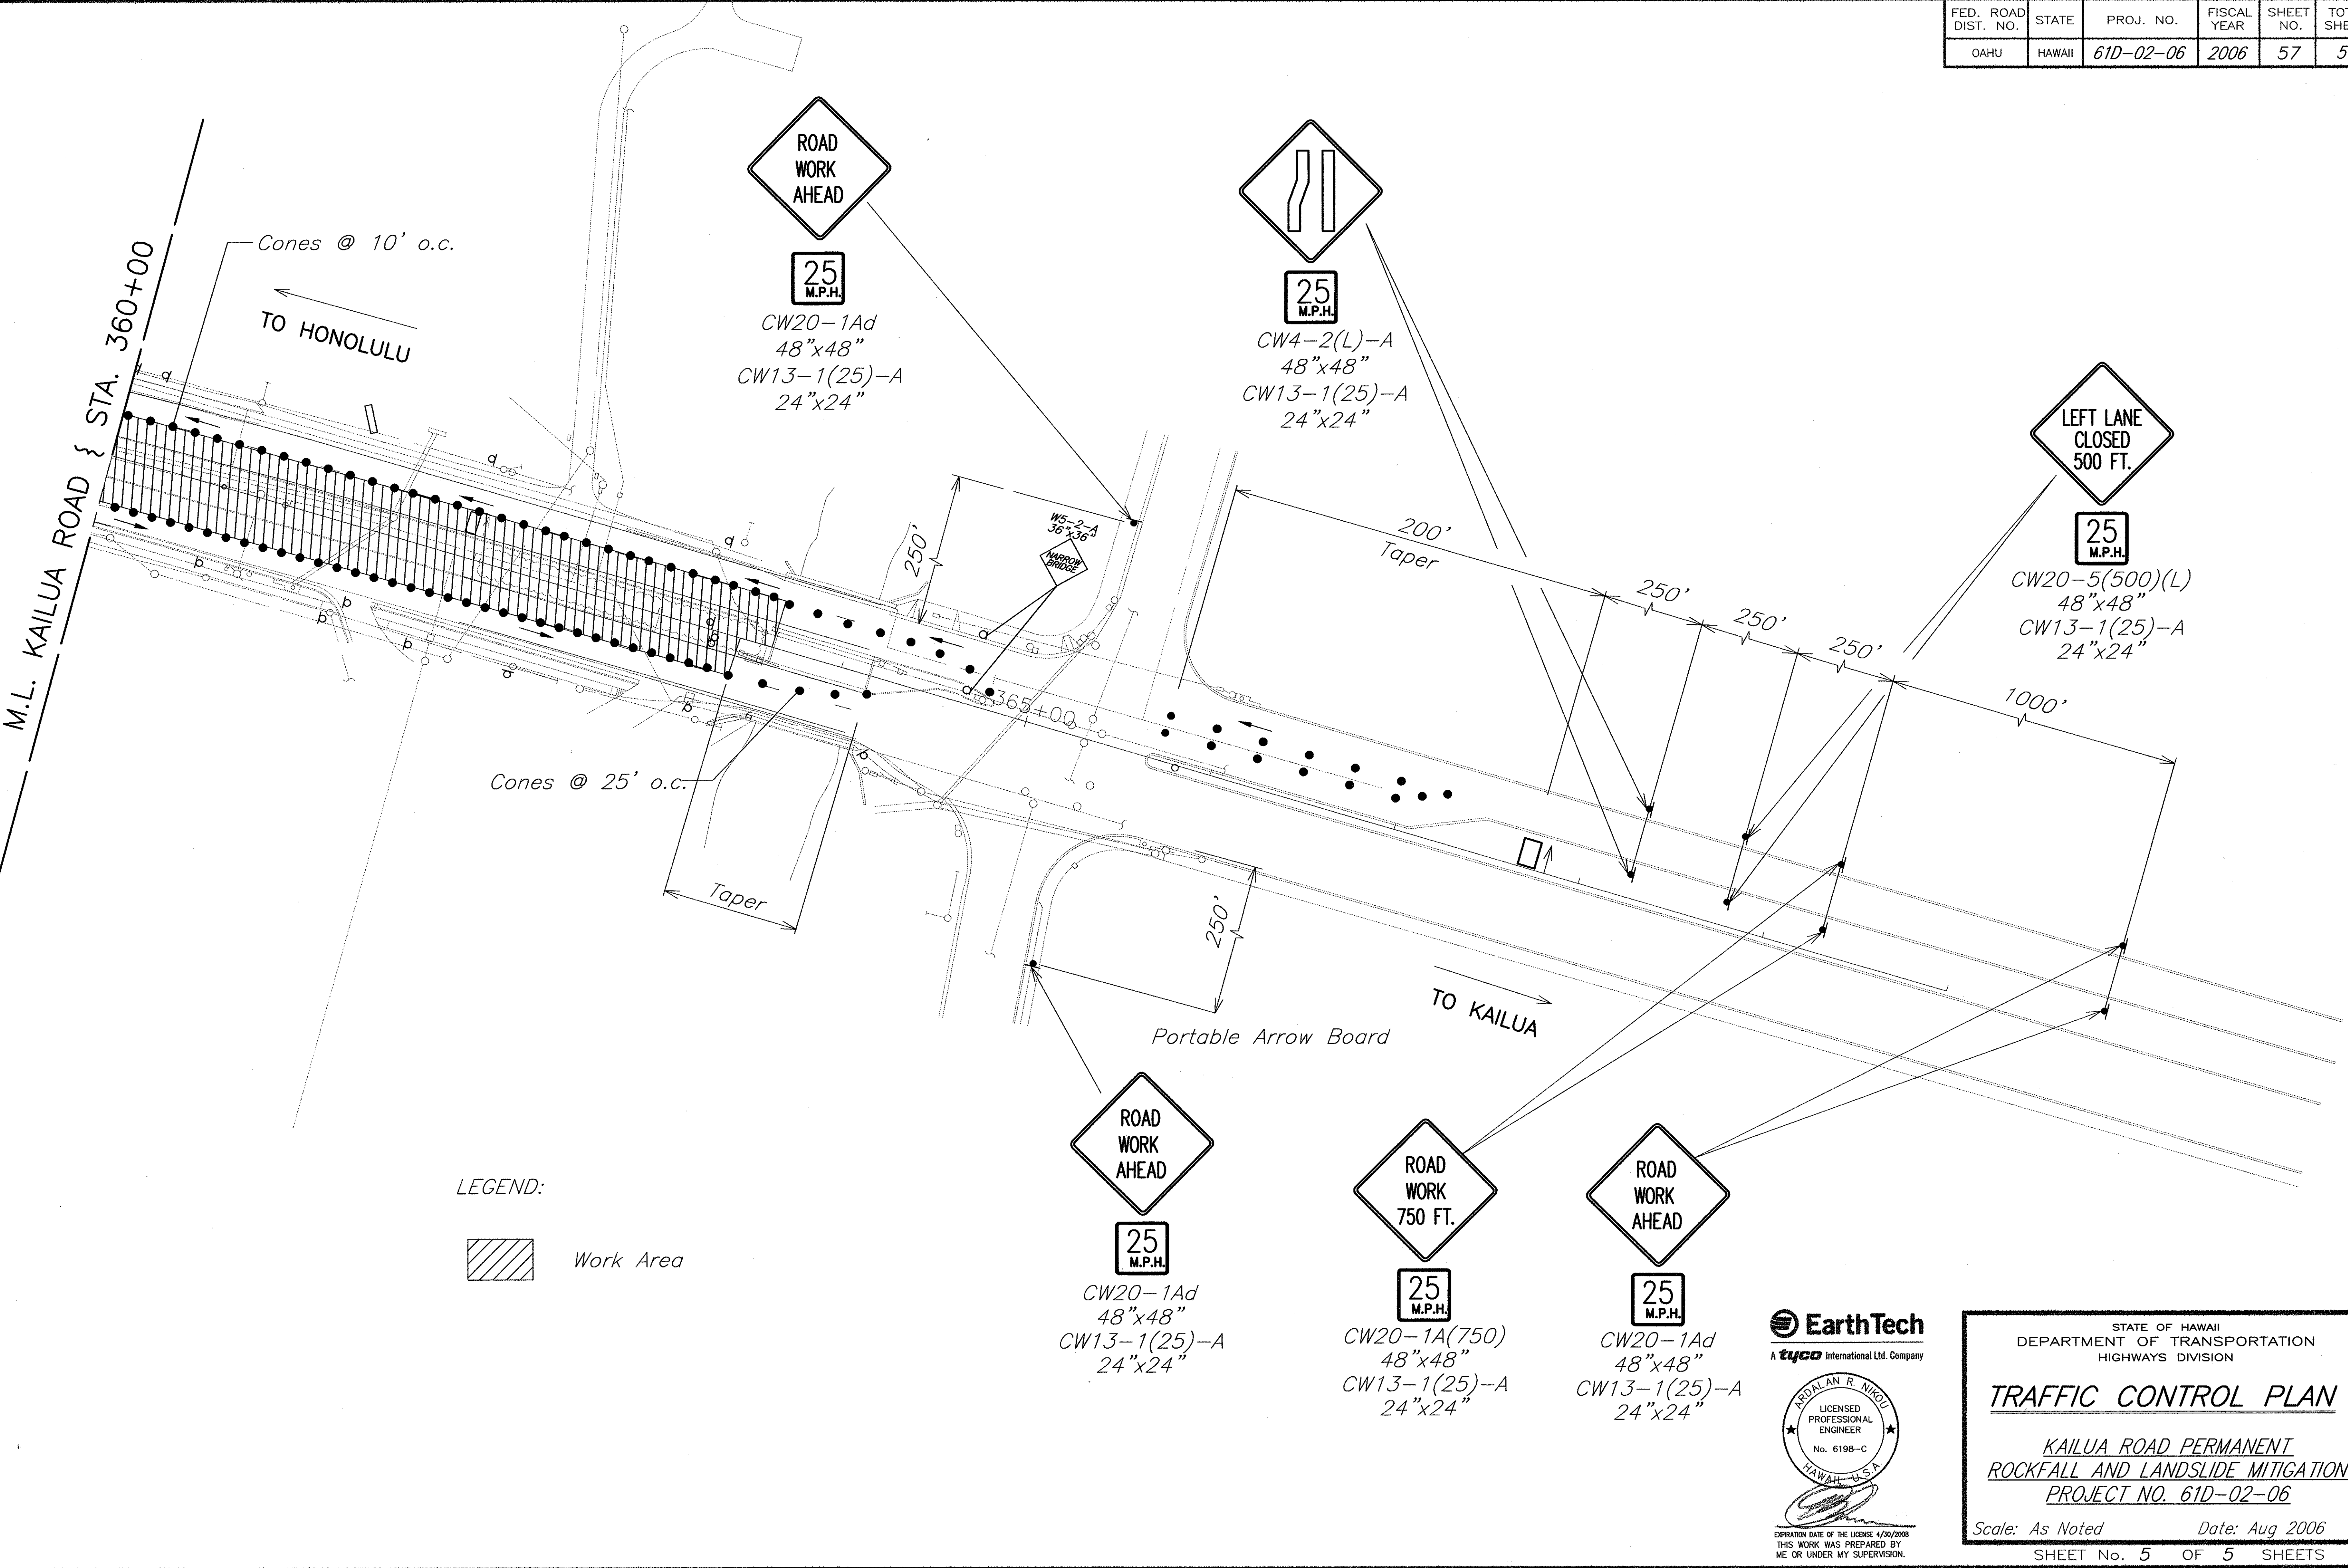 FED. ROAD DIST. NO.
STATE
PROJ. NO.
FISCAL YEAR
SHEET NO.
OAHU
HAWAII
61D-02-06
2006
57
ROAD
WORK
AHEAD
25
M.P.H.
CW20-1Ad
48"x48"
CW13-1(25)-A
24"x24"
25
M.P.H.
CW4-2(L)-A
48"x48"
CW13-1(25)-A
24"x24"
LEFT LANE
CLOSED
500 FT.
25
M.P.H.
CW20-5(500)(L)
48"x48"
CW13-1(25)-A
24"x24"
Cones @ 10' o.c.
TO HONOLULU
M.L. KAILUA ROAD
STA. 360+00
250'
W5-2-A
36"x36"
NARROW
BRIDGE
200'
Taper
250'
250'
250'
1000'
365+00
Cones @ 25' o.c.
Taper
250'
TO KAILUA
Portable Arrow Board
ROAD
WORK
AHEAD
25
M.P.H.
CW20-1Ad
48"x48"
CW13-1(25)-A
24"x24"
ROAD
WORK
750 FT.
25
M.P.H.
CW20-1A(750)
48"x48"
CW13-1(25)-A
24"x24"
ROAD
WORK
AHEAD
25
M.P.H.
CW20-1Ad
48"x48"
CW13-1(25)-A
24"x24"
LEGEND:
Work Area
EarthTech
A tyco International Ltd. Company
ARDALAN R. NIKOU
LICENSED
PROFESSIONAL
ENGINEER
No. 6198-C
HAWAII, U.S.A.
EXPIRATION DATE OF THE LICENSE 4/30/2008
THIS WORK WAS PREPARED BY
ME OR UNDER MY SUPERVISION.
STATE OF HAWAII
DEPARTMENT OF TRANSPORTATION
HIGHWAYS DIVISION
TRAFFIC CONTROL PLAN
KAILUA ROAD PERMANENT
ROCKFALL AND LANDSLIDE MITIGATION
PROJECT NO. 61D-02-06
Scale: As Noted
Date: Aug 2006
SHEET No. 5 OF 5 SHEETS